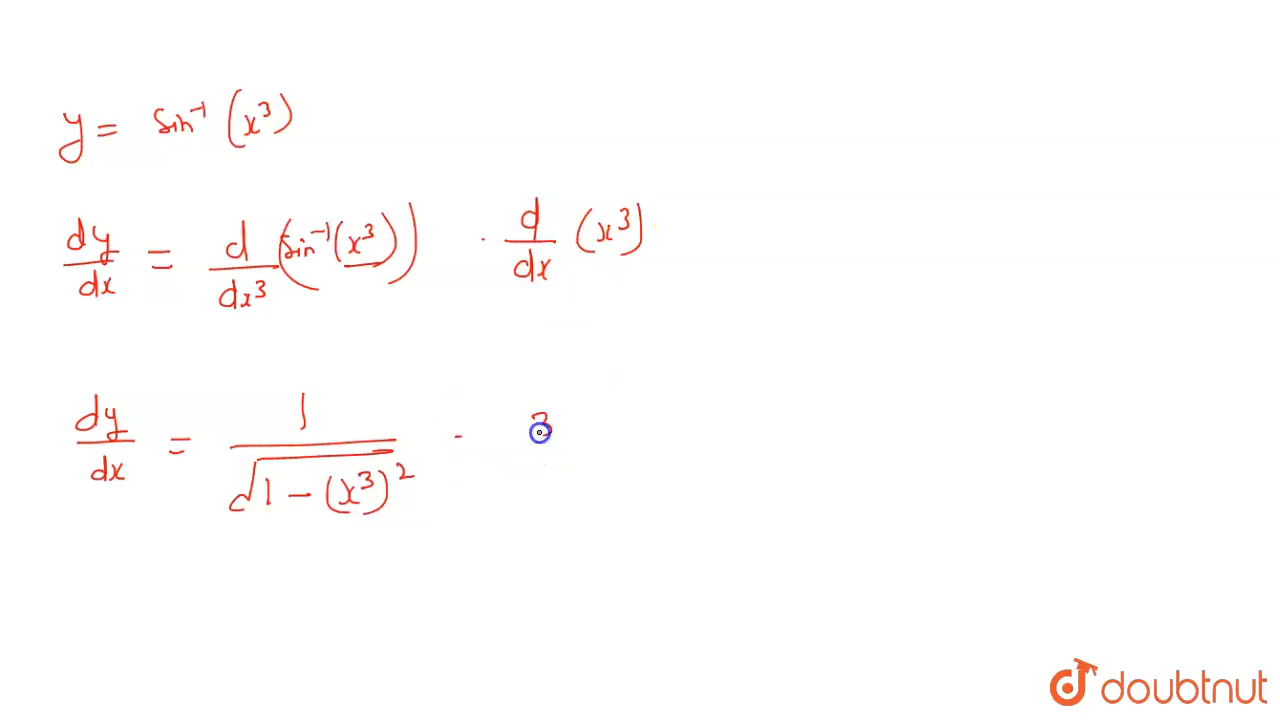 y = sin⁻¹ (x³)
dy/dx = d/dx³ (sin⁻¹(x³)) · d/dx (x³)
dy/dx = 1/√(1 − (x³)²) · 3
doubtnut